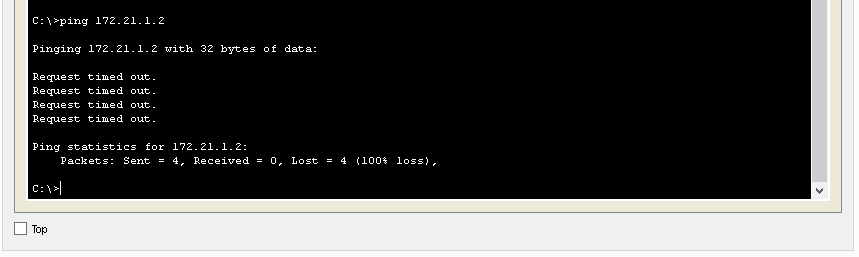 C:\>ping 172.21.1.2
Pinging 172.21.1.2 with 32 bytes of data:
Request timed out.
Request timed out.
Request timed out.
Request timed out.
Ping statistics for 172.21.1.2:
    Packets: Sent = 4, Received = 0, Lost = 4 (100% loss),
C:\>
Top